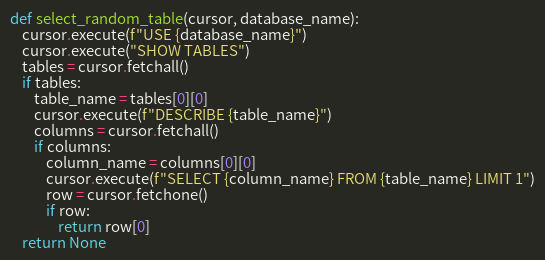 def select_random_table(cursor, database_name):
    cursor.execute(f"USE {database_name}")
    cursor.execute("SHOW TABLES")
    tables = cursor.fetchall()
    if tables:
        table_name = tables[0][0]
        cursor.execute(f"DESCRIBE {table_name}")
        columns = cursor.fetchall()
        if columns:
            column_name = columns[0][0]
            cursor.execute(f"SELECT {column_name} FROM {table_name} LIMIT 1")
            row = cursor.fetchone()
            if row:
                return row[0]
    return None